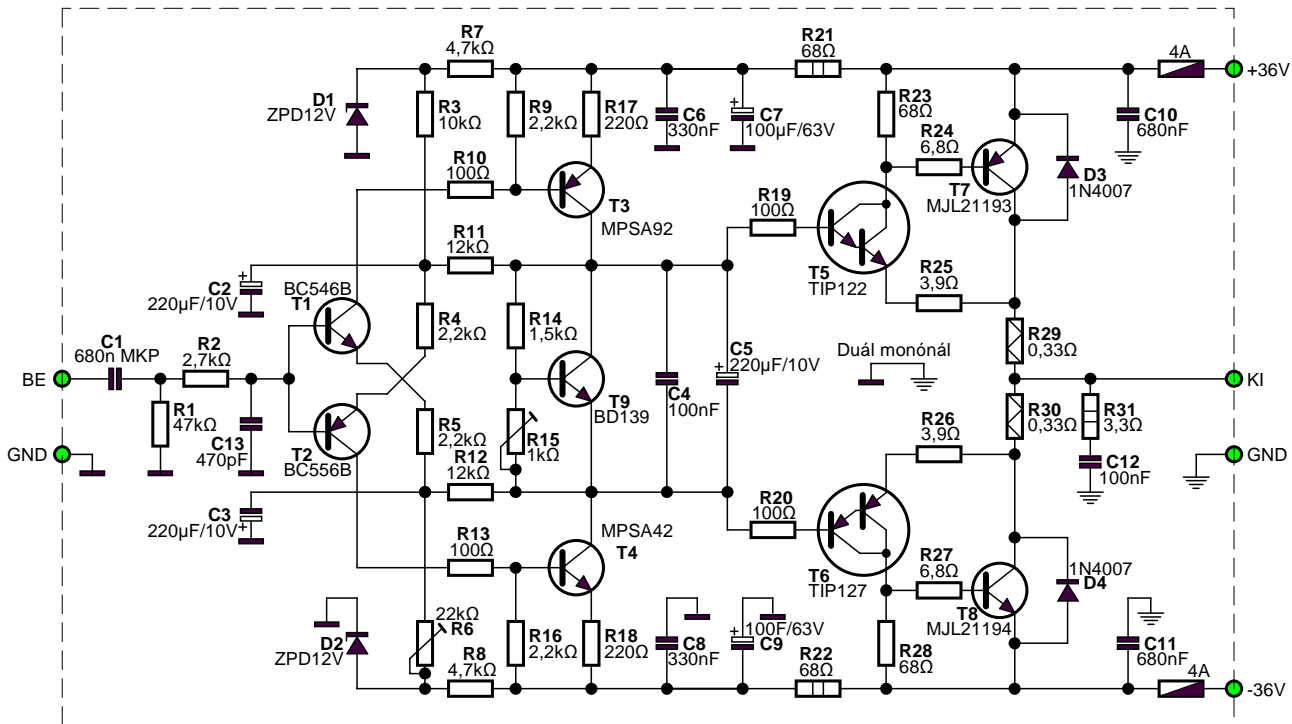 R7
4,7kΩ
R21
68Ω
4A
+36V
D1
ZPD12V
R3
10kΩ
R9
2,2kΩ
R17
220Ω
C6
330nF
+
C7
100µF/63V
R23
68Ω
R24
6,8Ω
C10
680nF
R10
100Ω
T3
MPSA92
T7
MJL21193
D3
1N4007
R19
100Ω
R11
12kΩ
T5
TIP122
R25
3,9Ω
+
C2
220µF/10V
BC546B
T1
R4
2,2kΩ
R14
1,5kΩ
R29
0,33Ω
C1
680n MKP
R2
2,7kΩ
C5
+
220µF/10V
Duál monónál
BE
KI
C4
100nF
T9
BD139
R1
47kΩ
C13
470pF
T2
BC556B
R5
2,2kΩ
R15
1kΩ
R26
3,9Ω
R30
0,33Ω
R31
3,3Ω
GND
GND
R12
12kΩ
C12
100nF
C3
220µF/10V
+
R20
100Ω
MPSA42
T4
R13
100Ω
T6
TIP127
R27
6,8Ω
1N4007
D4
T8
MJL21194
22kΩ
R6
D2
ZPD12V
R16
2,2kΩ
R18
220Ω
C8
330nF
+
100F/63V
C9
R28
68Ω
C11
680nF
R8
4,7kΩ
R22
68Ω
4A
-36V